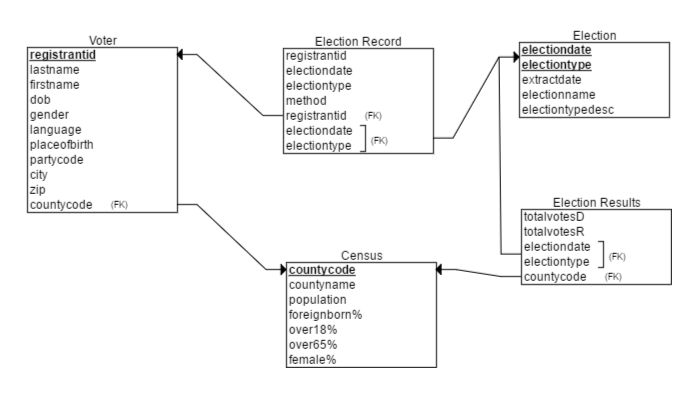 Voter
registrantid
lastname
firstname
dob
gender
language
placeofbirth
partycode
city
zip
countycode (FK)
Election Record
registrantid
electiondate
electiontype
method
registrantid (FK)
electiondate
electiontype (FK)
Election
electiondate
electiontype
extractdate
electionname
electiontypedesc
Census
countycode
countyname
population
foreignborn%
over18%
over65%
female%
Election Results
totalvotesD
totalvotesR
electiondate
electiontype (FK)
countycode (FK)